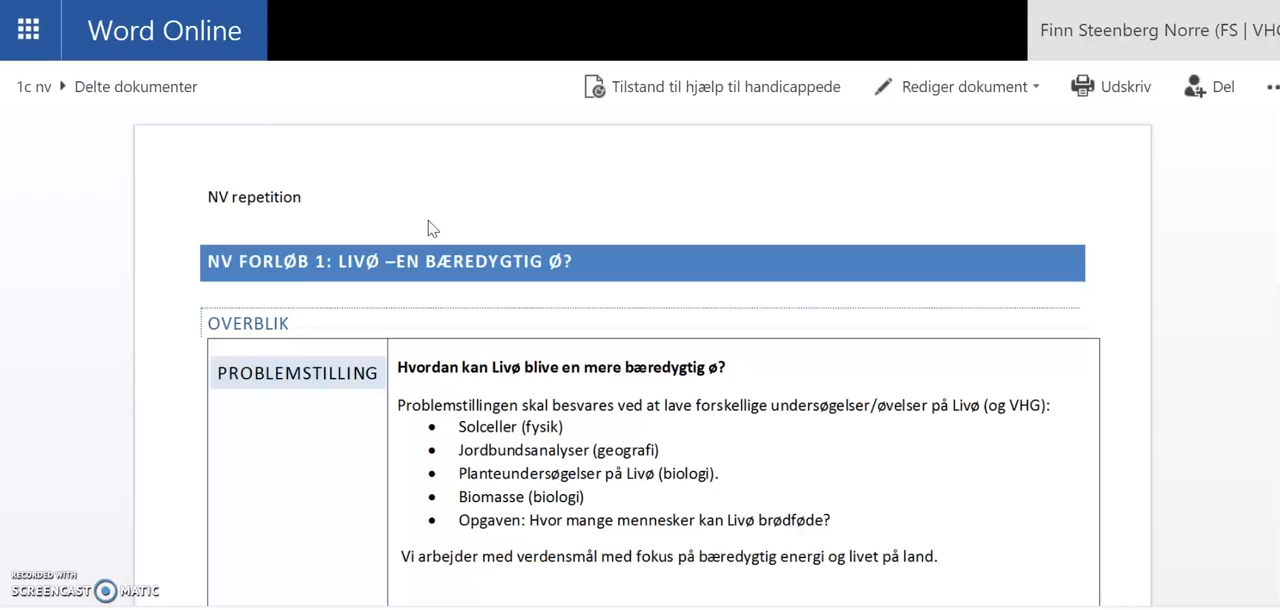 Word Online
Finn Steenberg Norre (FS | VHG
1c nv Delte dokumenter
Tilstand til hjælp til handicappede
Rediger dokument
Udskriv
Del
NV repetition
NV FORLØB 1: LIVØ –EN BÆREDYGTIG Ø?
OVERBLIK
PROBLEMSTILLING
Hvordan kan Livø blive en mere bæredygtig ø?
Problemstillingen skal besvares ved at lave forskellige undersøgelser/øvelser på Livø (og VHG):
• Solceller (fysik)
• Jordbundsanalyser (geografi)
• Planteundersøgelser på Livø (biologi).
• Biomasse (biologi)
• Opgaven: Hvor mange mennesker kan Livø brødføde?
Vi arbejder med verdensmål med fokus på bæredygtig energi og livet på land.
RECORDED WITH
SCREENCAST MATIC